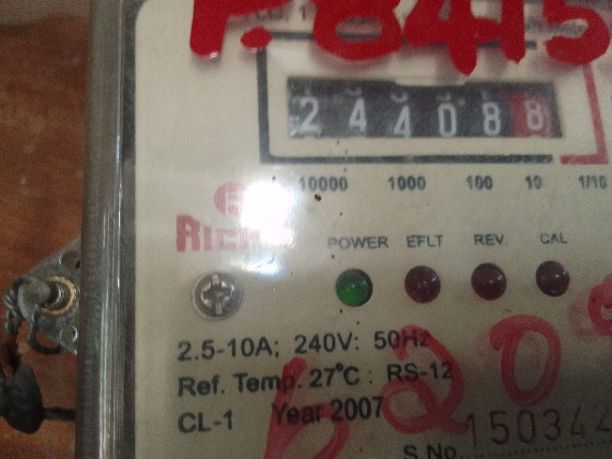 P.8415
244088
10000 1000 100 10 1/10
POWER EFLT REV. CAL
2.5-10A; 240V: 50Hz
Ref. Temp. 27°C : RS-12
CL-1 Year 2007
620
S No. 150344